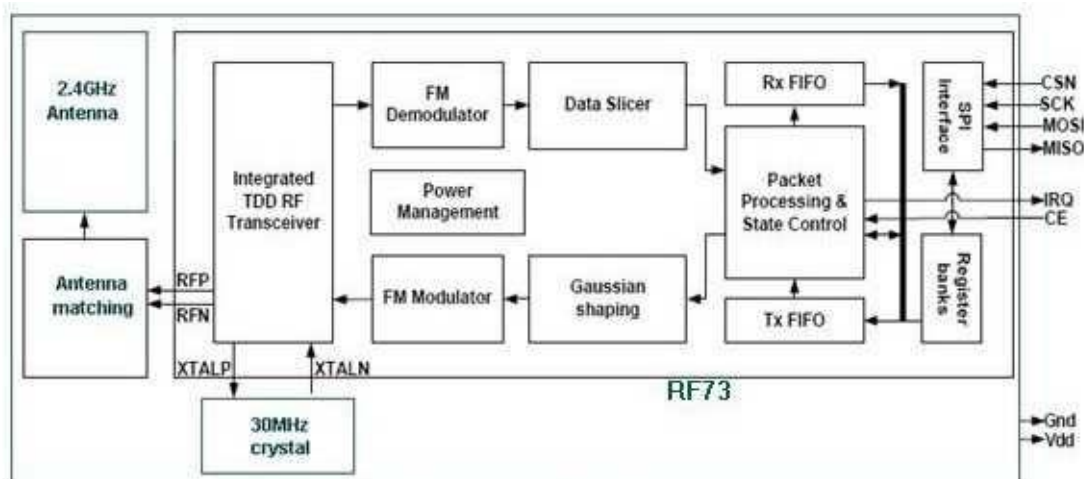 2.4GHz
Antenna
Antenna
matching
RFP
RFN
XTALP
XTALN
30MHz
crystal
Integrated
TDD RF
Transceiver
FM
Demodulator
Data Slicer
Power
Management
FM Modulator
Gaussian
shaping
Rx FIFO
Packet
Processing &
State Control
Tx FIFO
SPI
Interface
Register
banks
CSN
SCK
MOSI
MISO
IRQ
CE
RF73
Gnd
Vdd